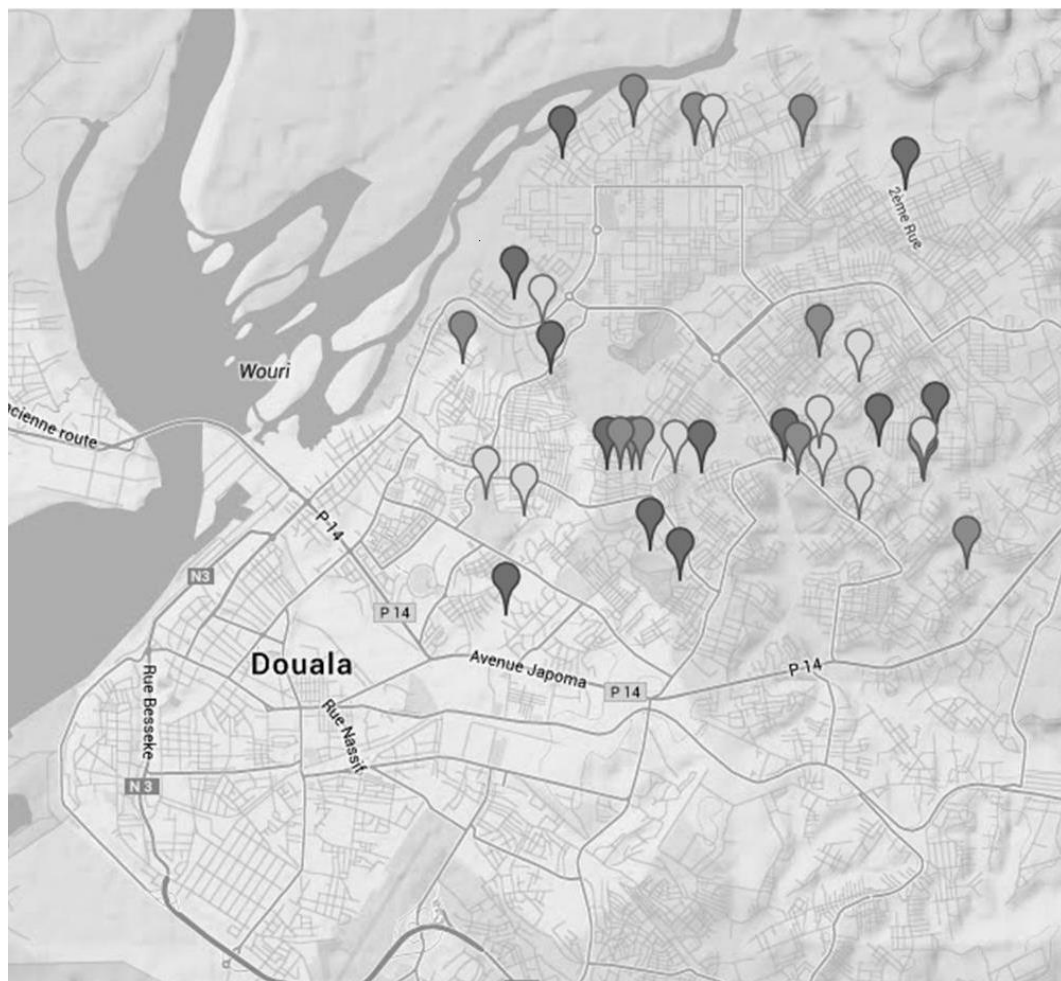 2ème Rue
Wouri
ncienne route
P 14
N3
P 14
Douala
Avenue Japoma
P 14
P 14
Rue Besseke
Rue Nassif
N 3